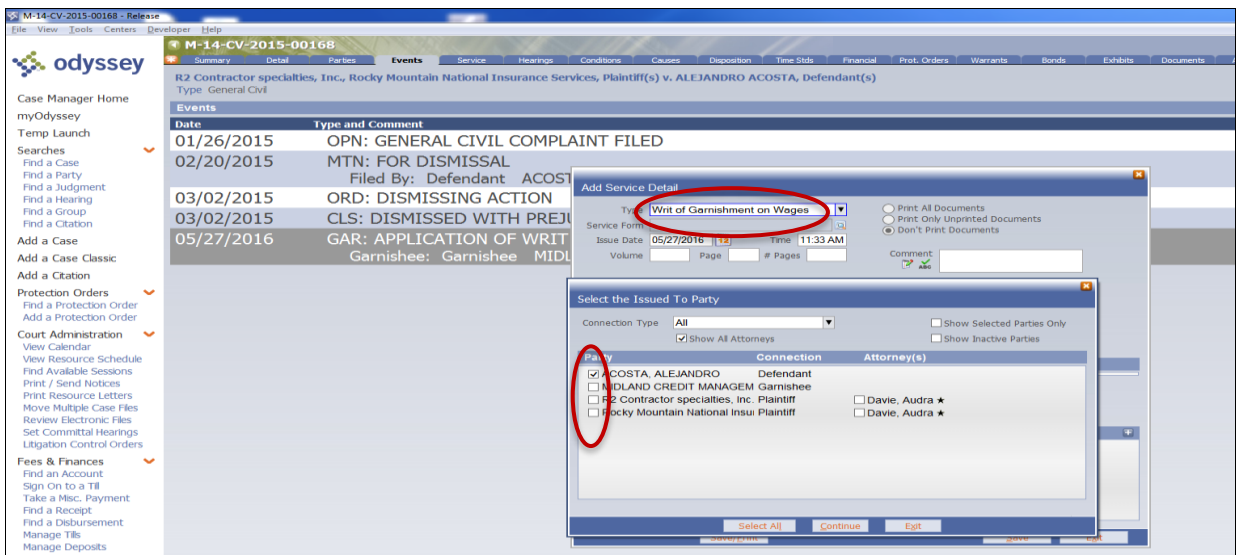 M-14-CV-2015-00168 - Release
File View Tools Centers Developer Help
odyssey
Case Manager Home
myOdyssey
Temp Launch
Searches
Find a Case
Find a Party
Find a Judgment
Find a Hearing
Find a Group
Find a Citation
Add a Case
Add a Case Classic
Add a Citation
Protection Orders
Find a Protection Order
Add a Protection Order
Court Administration
View Calendar
View Resource Schedule
Find Available Sessions
Print / Send Notices
Print Resource Letters
Move Multiple Case Files
Review Electronic Files
Set Committal Hearings
Litigation Control Orders
Fees & Finances
Find an Account
Sign On to a Till
Take a Misc. Payment
Find a Receipt
Find a Disbursement
Manage Tills
Manage Deposits
M-14-CV-2015-00168
Summary Detail Parties Events Service Hearings Conditions Causes Disposition Time Stds Financial Prot. Orders Warrants Bonds Exhibits Documents
R2 Contractor specialties, Inc., Rocky Mountain National Insurance Services, Plaintiff(s) v. ALEJANDRO ACOSTA, Defendant(s)
Type General Civil
Events
Date Type and Comment
01/26/2015 OPN: GENERAL CIVIL COMPLAINT FILED
02/20/2015 MTN: FOR DISMISSAL
Filed By: Defendant ACOST
03/02/2015 ORD: DISMISSING ACTION
03/02/2015 CLS: DISMISSED WITH PREJU
05/27/2016 GAR: APPLICATION OF WRIT
Garnishee: Garnishee MIDL
Add Service Detail
Type Writ of Garnishment on Wages
Service Form
Issue Date 05/27/2016 12 Time 11:33 AM
Volume Page # Pages
Print All Documents
Print Only Unprinted Documents
Don't Print Documents
Comment
ABC
Select the Issued To Party
Connection Type All
Show All Attorneys
Show Selected Parties Only
Show Inactive Parties
Party Connection Attorney(s)
ACOSTA, ALEJANDRO Defendant
MIDLAND CREDIT MANAGEM Garnishee
R2 Contractor specialties, Inc. Plaintiff Davie, Audra ★
Rocky Mountain National Insur Plaintiff Davie, Audra ★
Select All Continue Exit
Save/Print Save Exit